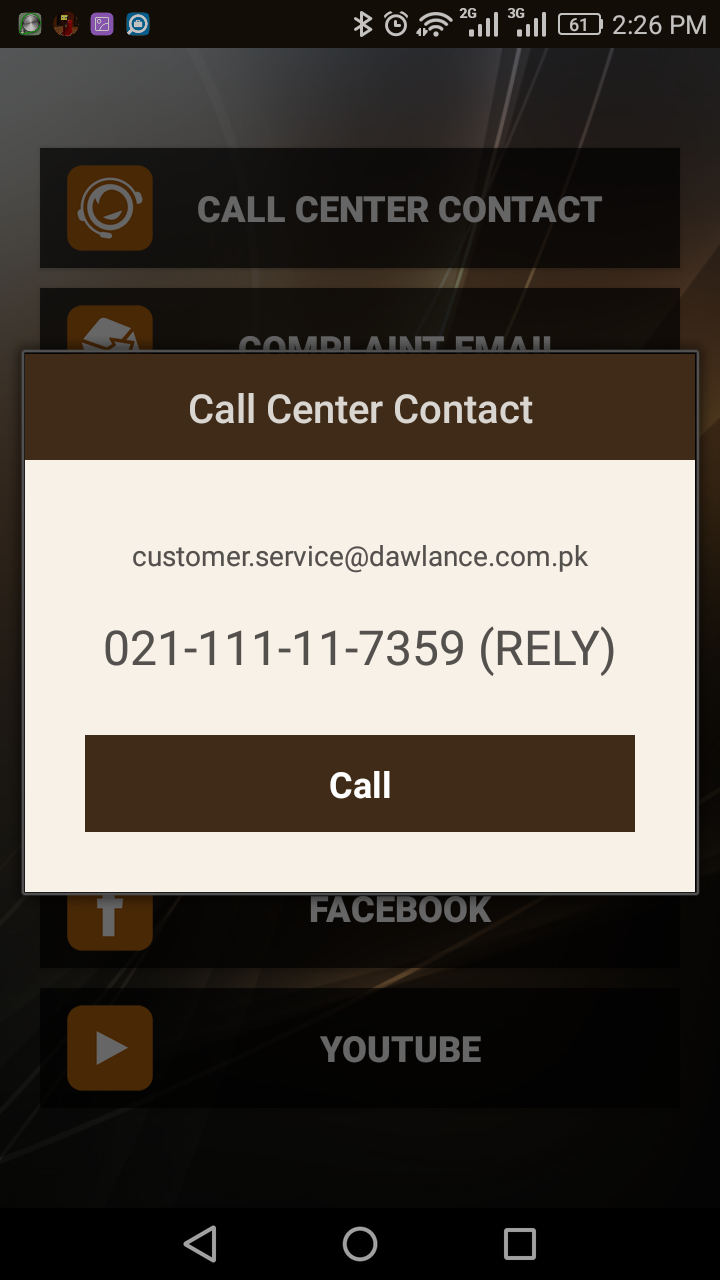 2G 3G 61 2:26 PM
CALL CENTER CONTACT
COMPLAINT EMAIL
Call Center Contact
customer.service@dawlance.com.pk
021-111-11-7359 (RELY)
Call
FACEBOOK
YOUTUBE